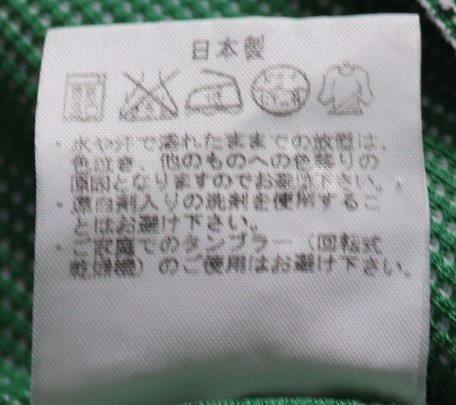 日本製
・水や汗で濡れたままでの放置は、
色泣き、他のものへの色移りの
原因となりますのでお避け下さい。
・漂白剤入りの洗剤を使用するこ
とはお避け下さい。
・ご家庭でのタンブラー（回転式
乾燥機）のご使用はお避け下さい。